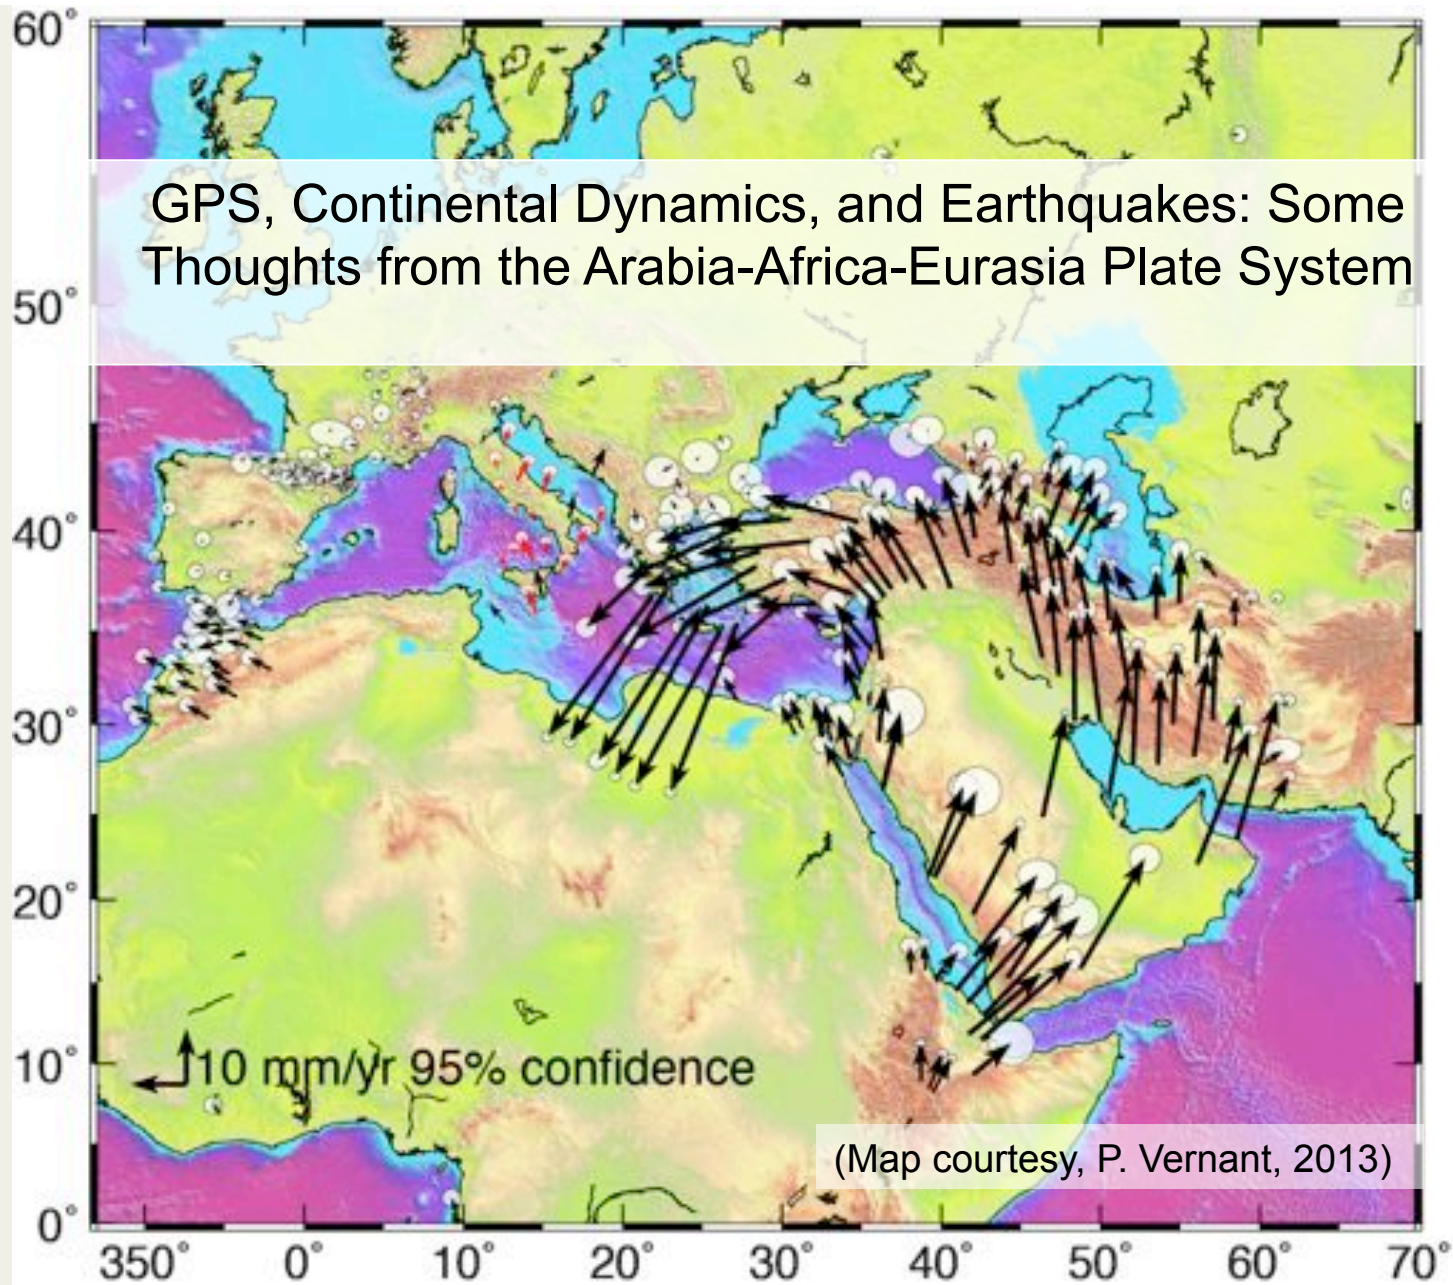 60°
GPS, Continental Dynamics, and Earthquakes: Some
Thoughts from the Arabia-Africa-Eurasia Plate System
50°
40°
30°
20°
10°
10 mm/yr 95% confidence
(Map courtesy, P. Vernant, 2013)
0°
350° 0° 10° 20° 30° 40° 50° 60° 70°